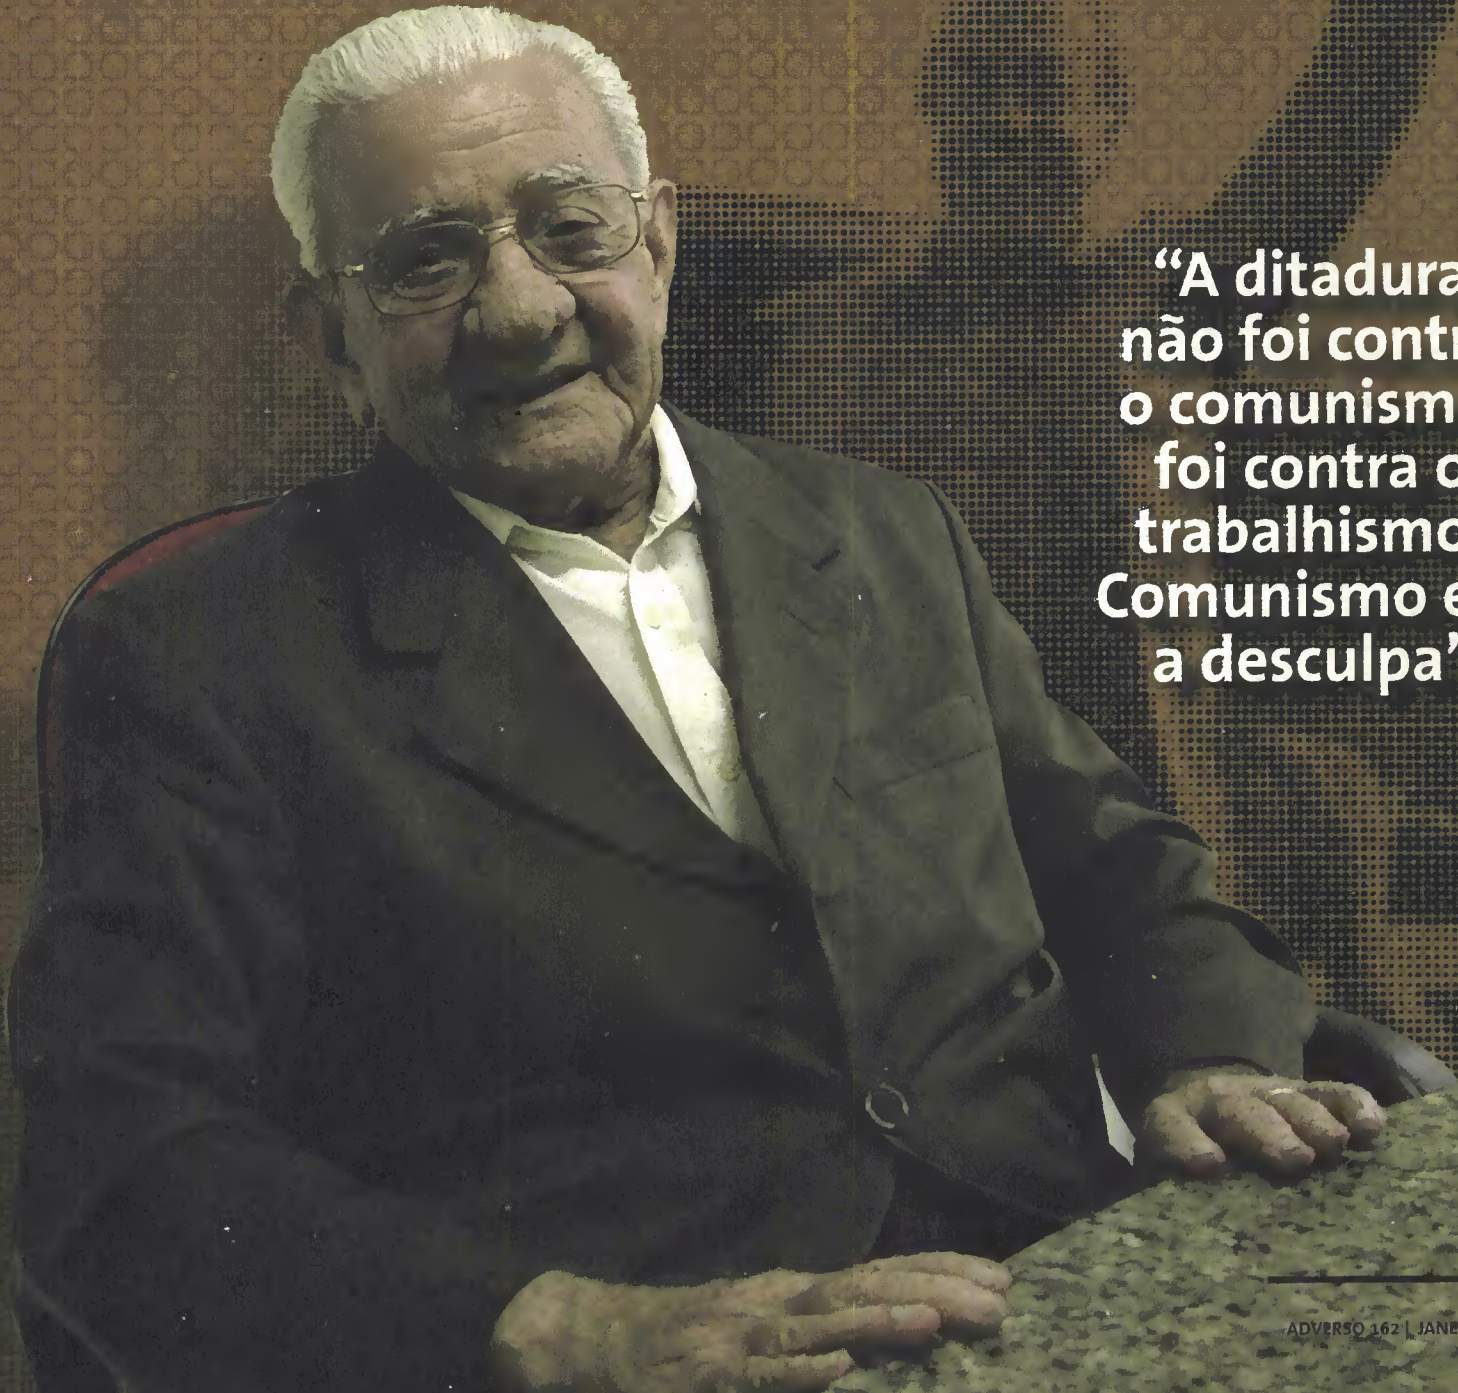 “A ditadura
não foi contr
o comunism
foi contra o
trabalhismo
Comunismo e
a desculpa”
ADVERSO 162 | JANE